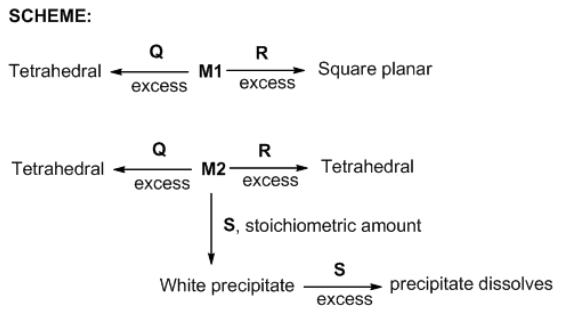 SCHEME:
Tetrahedral Q excess M1 R excess Square planar
Tetrahedral Q excess M2 R excess Tetrahedral
S, stoichiometric amount
White precipitate S excess precipitate dissolves